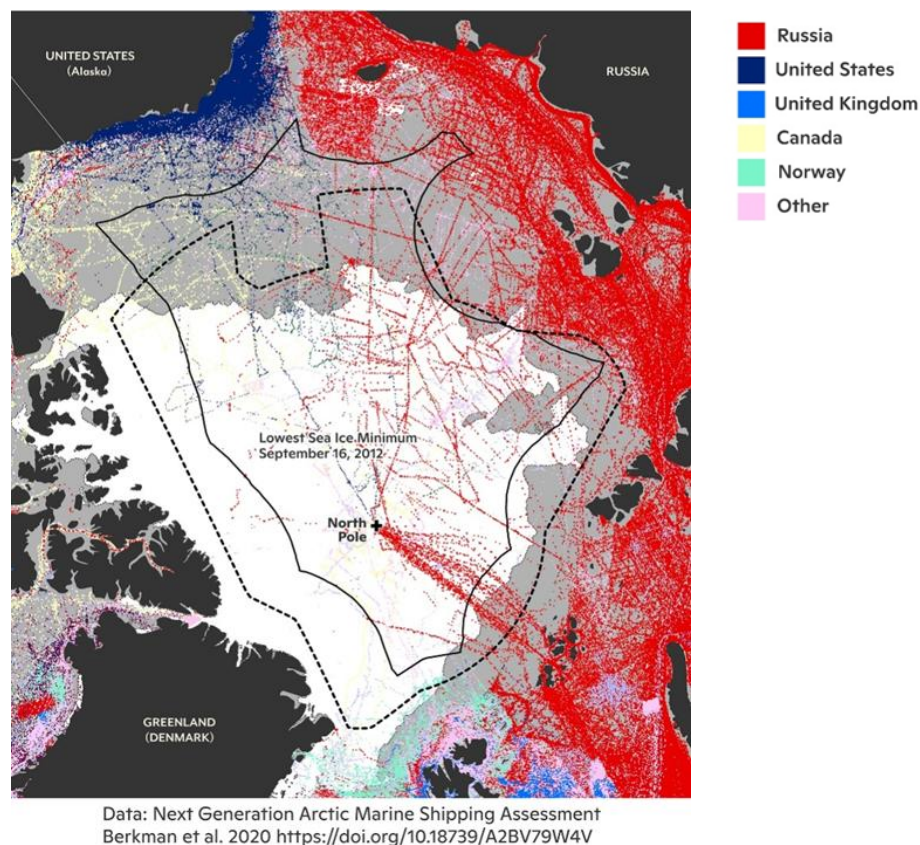 UNITED STATES
(Alaska)
RUSSIA
Lowest Sea Ice Minimum
September 16, 2012
North
Pole
GREENLAND
(DENMARK)
Russia
United States
United Kingdom
Canada
Norway
Other
Data: Next Generation Arctic Marine Shipping Assessment
Berkman et al. 2020 https://doi.org/10.18739/A2BV79W4V